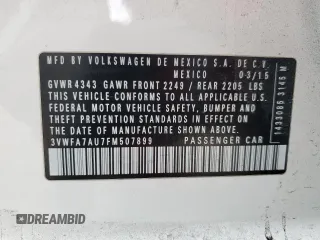 MFD BY VOLKSWAGEN DE MEXICO S.A. DE C.V.
MEXICO 03/15
GVWR 4343 GAWR FRONT 2249 / REAR 2205 LBS
THIS VEHICLE CONFORMS TO ALL APPLICABLE U.S.
FEDERAL MOTOR VEHICLE SAFETY, BUMPER AND
THEFT PREVENTION STANDARDS IN EFFECT ON THE
DATE OF MANUFACTURE SHOWN ABOVE.
3VWFA7AU7FM507899 PASSENGER CAR
1433085 3145 M
©DREAMBID